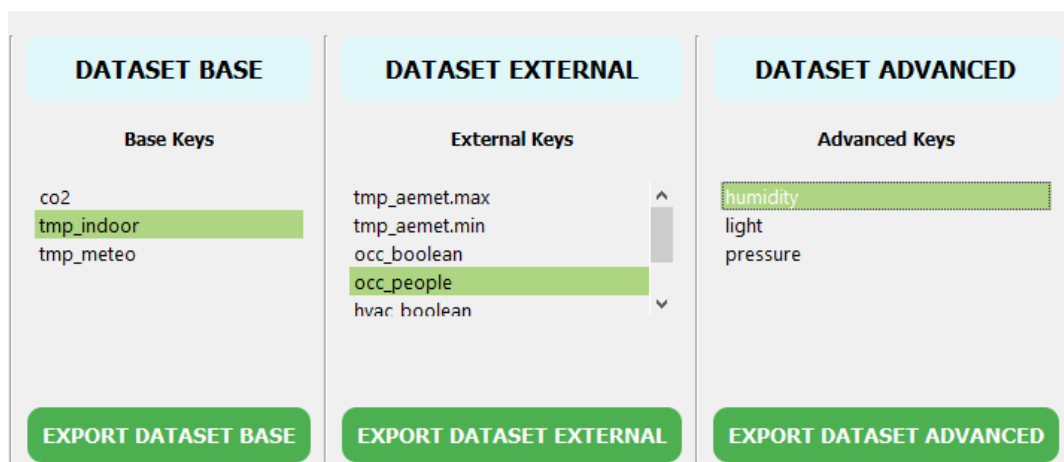 DATASET BASE
Base Keys
co2
tmp_indoor
tmp_meteo
EXPORT DATASET BASE
DATASET EXTERNAL
External Keys
tmp_aemet.max
tmp_aemet.min
occ_boolean
occ_people
hvac_boolean
EXPORT DATASET EXTERNAL
DATASET ADVANCED
Advanced Keys
humidity
light
pressure
EXPORT DATASET ADVANCED